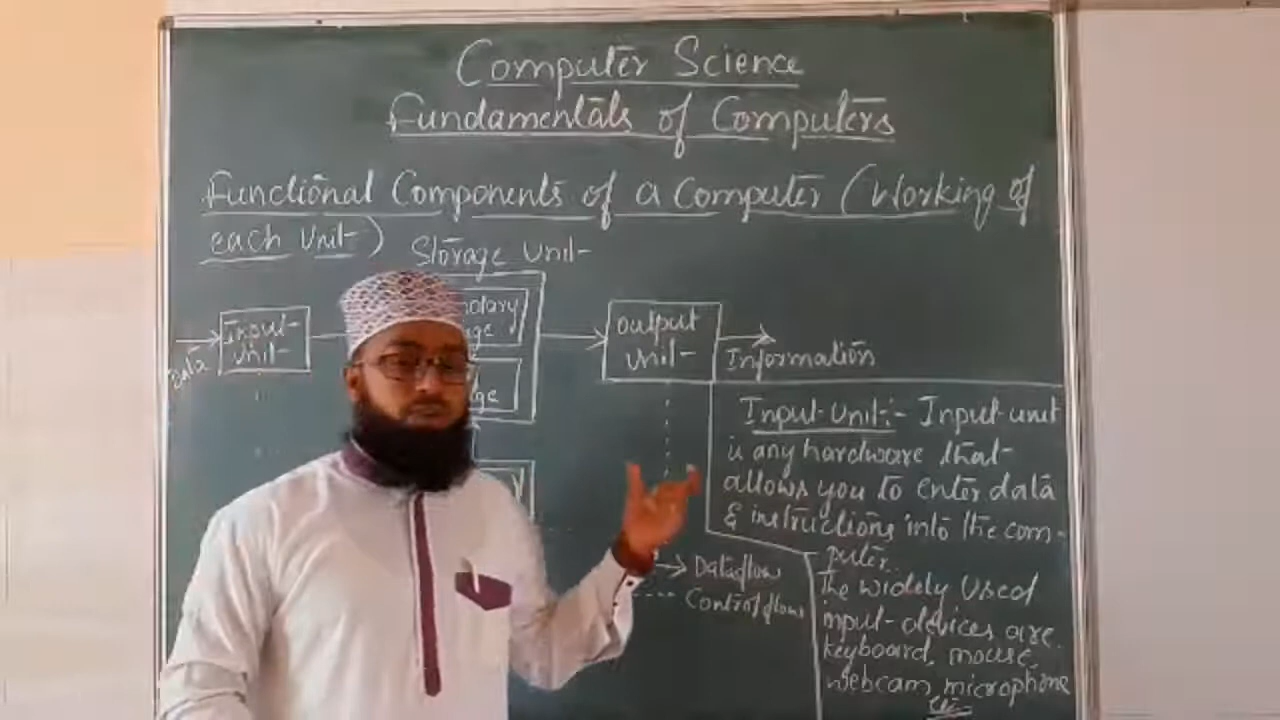 Computer Science
Fundamentals of Computers
Functional Components of a Computer (Working of
each Unit)
Storage Unit
Data
Input
Unit
output
Unit
Information
Input Unit:- Input unit
is any hardware that
allows you to enter data
& instructions into the com-
puter.
The widely used
input devices are
keyboard, mouse,
webcam, microphone
etc
Dataflow
Control flow